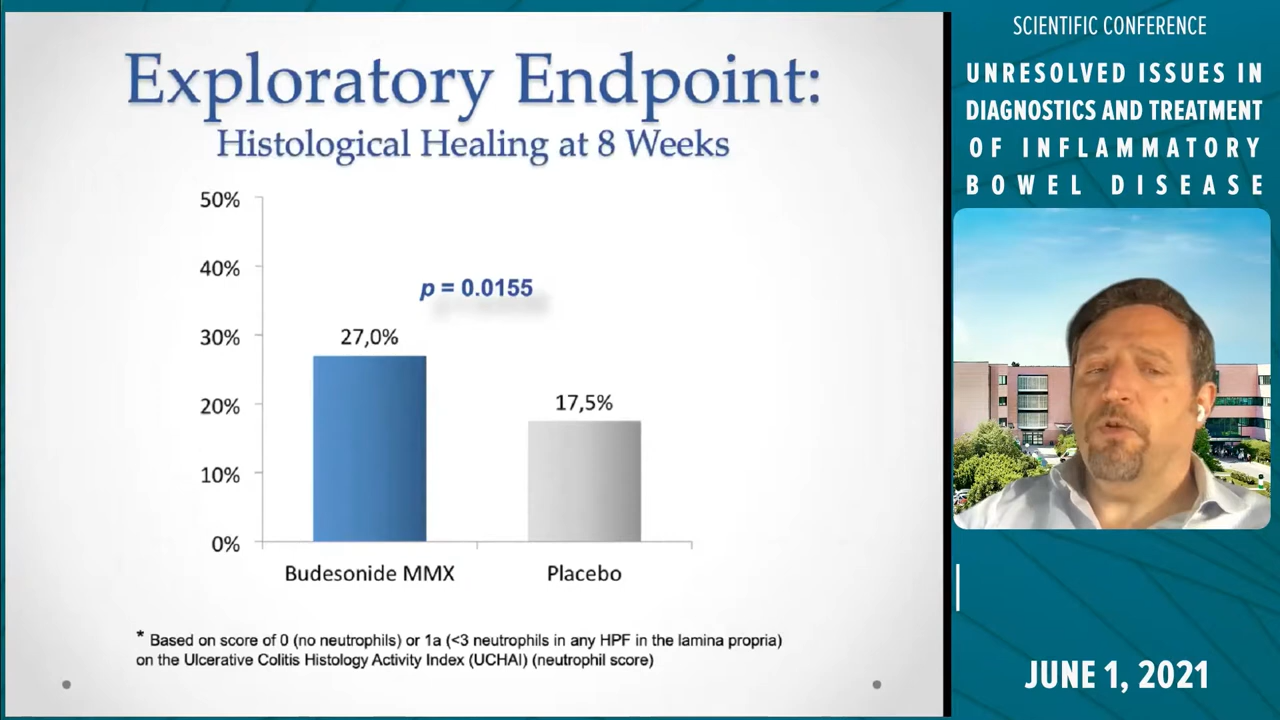 Exploratory Endpoint:
Histological Healing at 8 Weeks
50%
40%
30%
20%
10%
0%
p = 0.0155
27,0%
17,5%
Budesonide MMX
Placebo
* Based on score of 0 (no neutrophils) or 1a (<3 neutrophils in any HPF in the lamina propria)
on the Ulcerative Colitis Histology Activity Index (UCHAI) (neutrophil score)
SCIENTIFIC CONFERENCE
UNRESOLVED ISSUES IN
DIAGNOSTICS AND TREATMENT
OF INFLAMMATORY
BOWEL DISEASE
JUNE 1, 2021